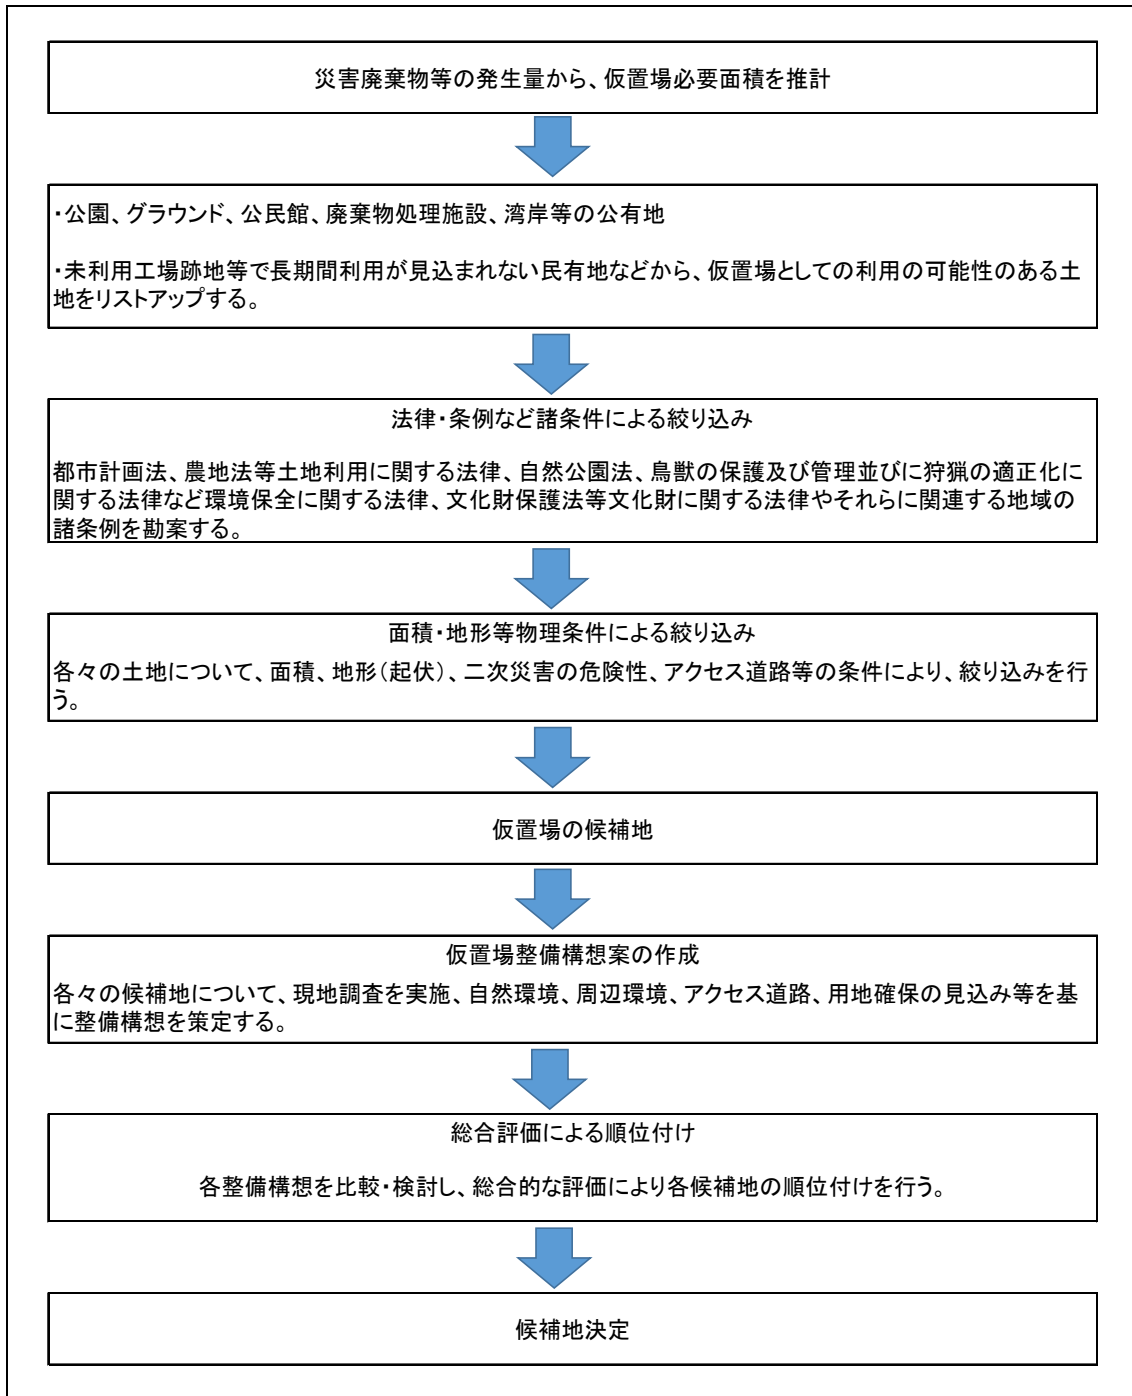 災害廃棄物等の発生量から、仮置場必要面積を推計
・公園、グラウンド、公民館、廃棄物処理施設、湾岸等の公有地
・未利用工場跡地等で長期間利用が見込まれない民有地などから、仮置場としての利用の可能性のある土
地をリストアップする。
法律・条例など諸条件による絞り込み
都市計画法、農地法等土地利用に関する法律、自然公園法、鳥獣の保護及び管理並びに狩猟の適正化に
関する法律など環境保全に関する法律、文化財保護法等文化財に関する法律やそれらに関連する地域の
諸条例を勘案する。
面積・地形等物理条件による絞り込み
各々の土地について、面積、地形(起伏)、二次災害の危険性、アクセス道路等の条件により、絞り込みを行
う。
仮置場の候補地
仮置場整備構想案の作成
各々の候補地について、現地調査を実施、自然環境、周辺環境、アクセス道路、用地確保の見込み等を基
に整備構想を策定する。
総合評価による順位付け
各整備構想を比較・検討し、総合的な評価により各候補地の順位付けを行う。
候補地決定